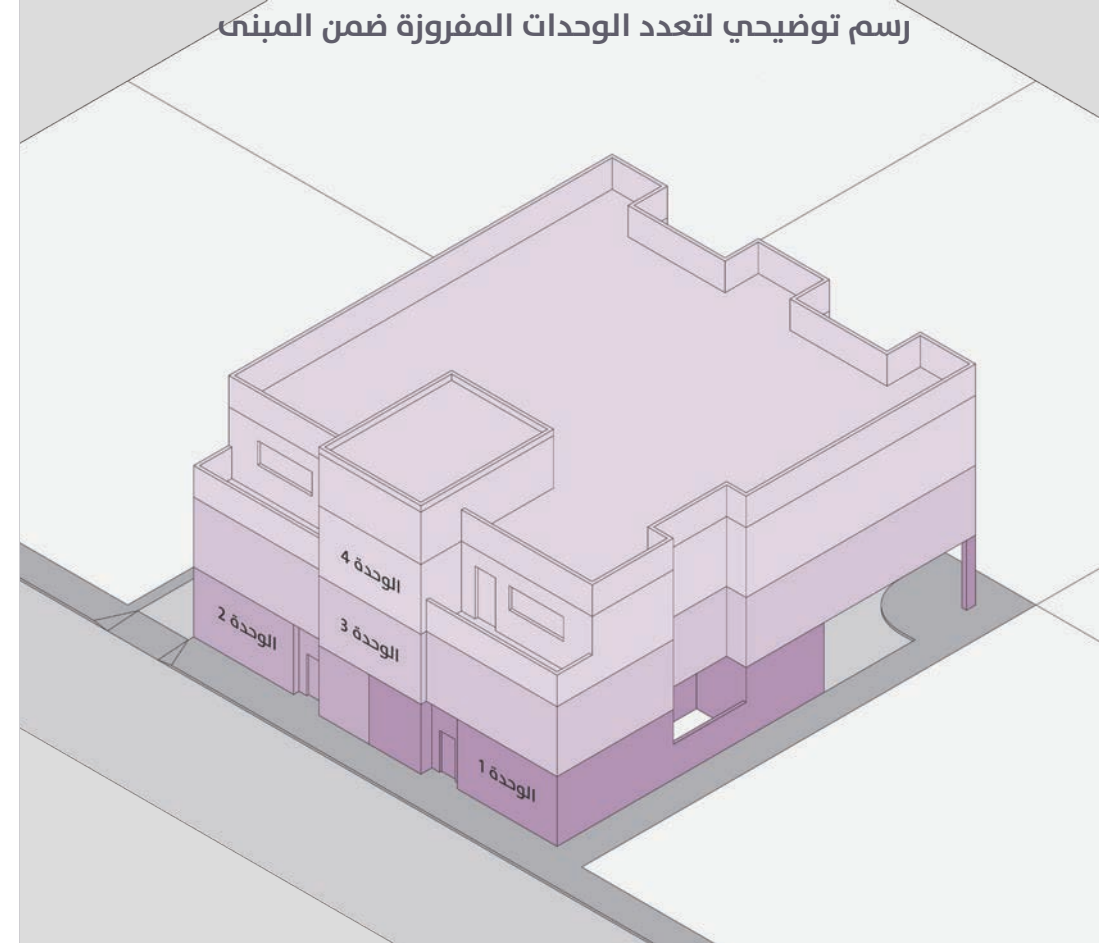 رسم توضيحي لتعدد الوحدات المفروزة ضمن المبنى
الوحدة 4
الوحدة 3
الوحدة 2
الوحدة 1